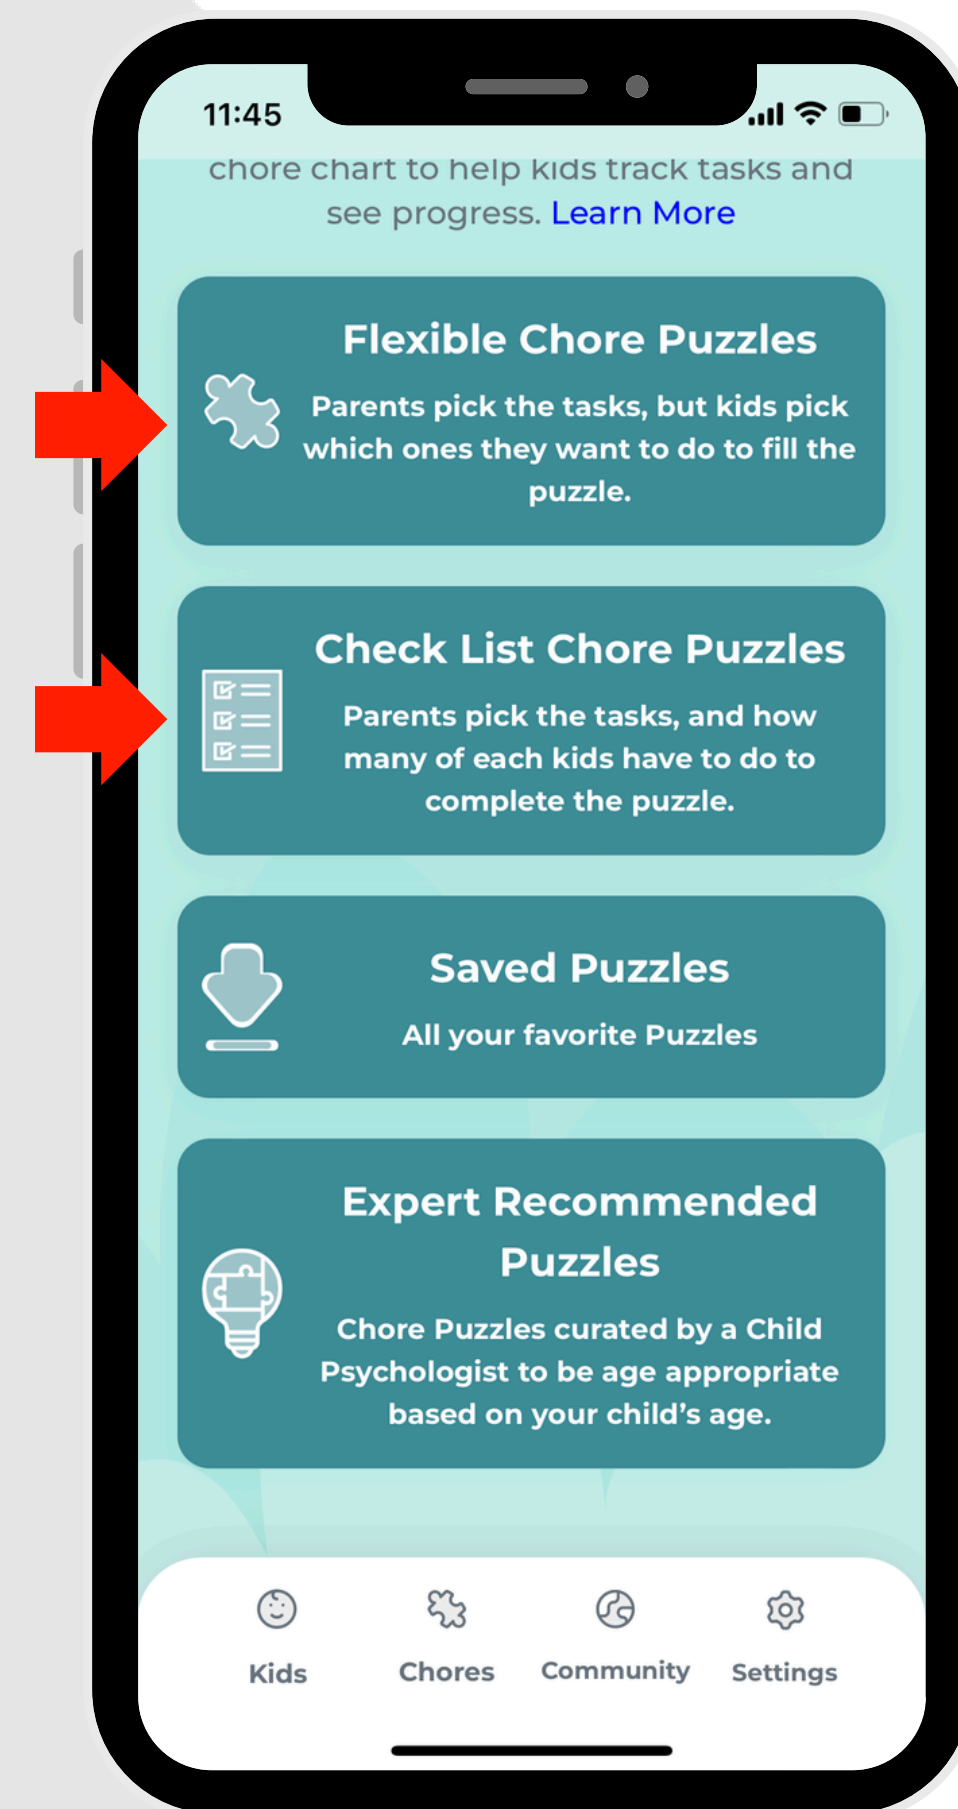 11:45
chore chart to help kids track tasks and
see progress. Learn More
Flexible Chore Puzzles
Parents pick the tasks, but kids pick
which ones they want to do to fill the
puzzle.
Check List Chore Puzzles
Parents pick the tasks, and how
many of each kids have to do to
complete the puzzle.
Saved Puzzles
All your favorite Puzzles
Expert Recommended
Puzzles
Chore Puzzles curated by a Child
Psychologist to be age appropriate
based on your child’s age.
Kids Chores Community Settings